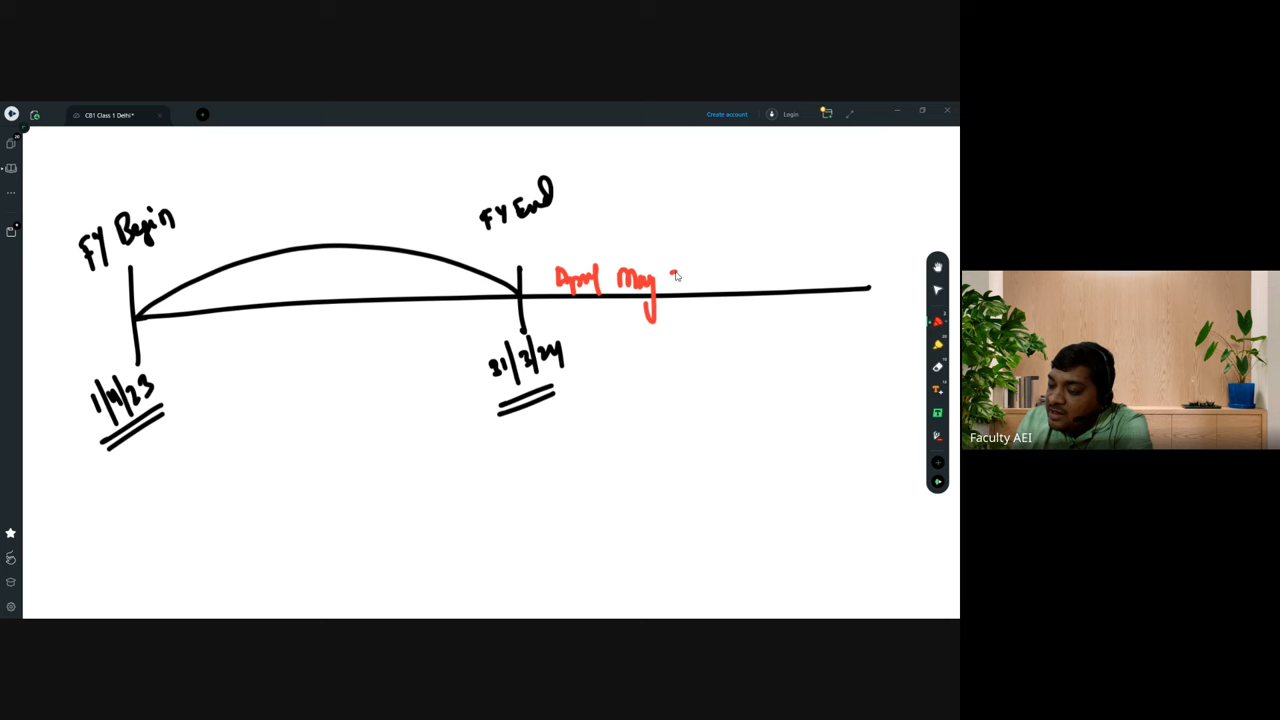 CB1 Class 1 Delhi*
Create account
Login
FY Begin
FY End
April May
1/4/23
31/3/24
Faculty AEI